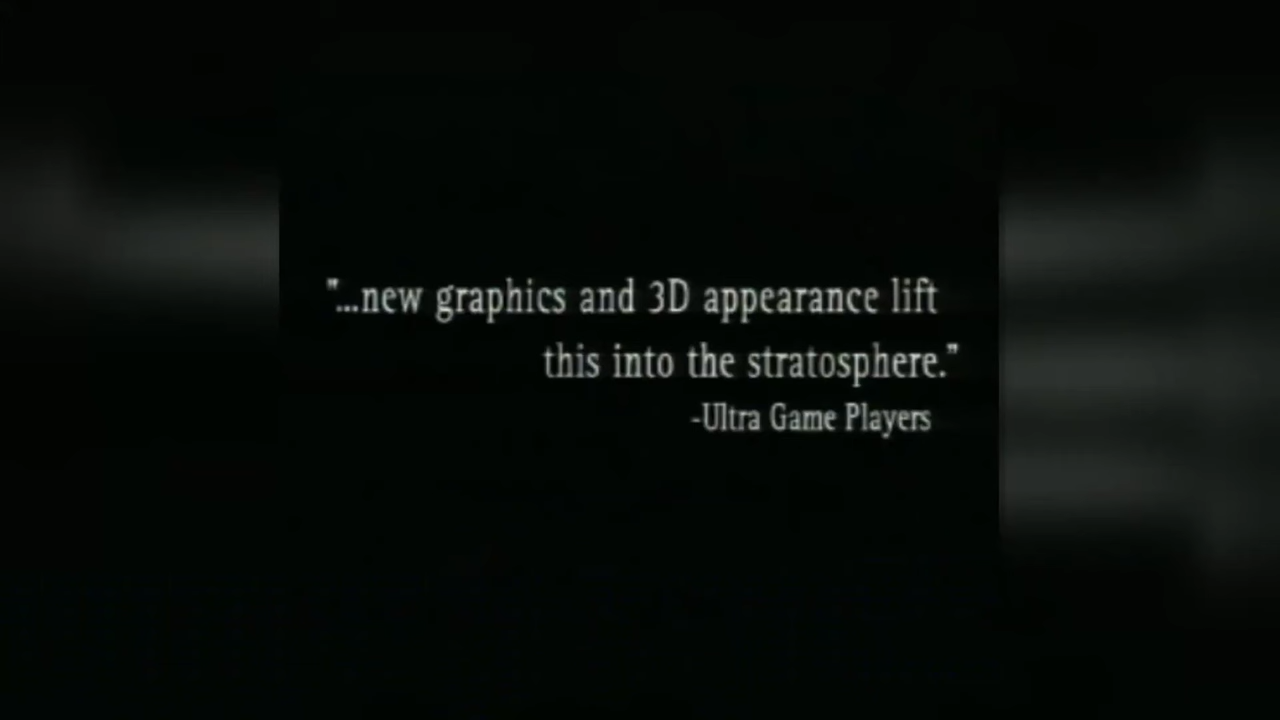 "...new graphics and 3D appearance lift
this into the stratosphere."
-Ultra Game Players